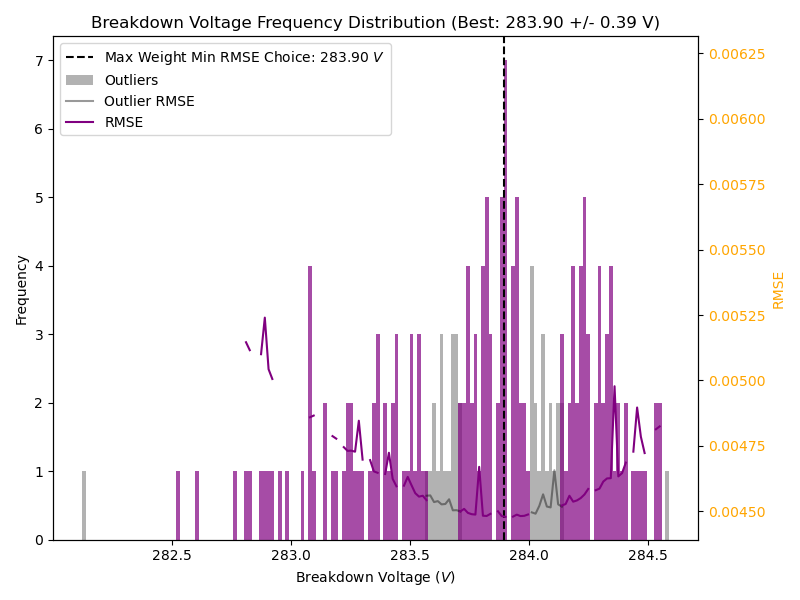 Breakdown Voltage Frequency Distribution (Best: 283.90 +/- 0.39 V)
Max Weight Min RMSE Choice: 283.90 V
Outliers
Outlier RMSE
RMSE
Frequency
7
6
5
4
3
2
1
0
0.00625
0.00600
0.00575
0.00550
0.00525
0.00500
0.00475
0.00450
RMSE
282.5
283.0
283.5
284.0
284.5
Breakdown Voltage (V)